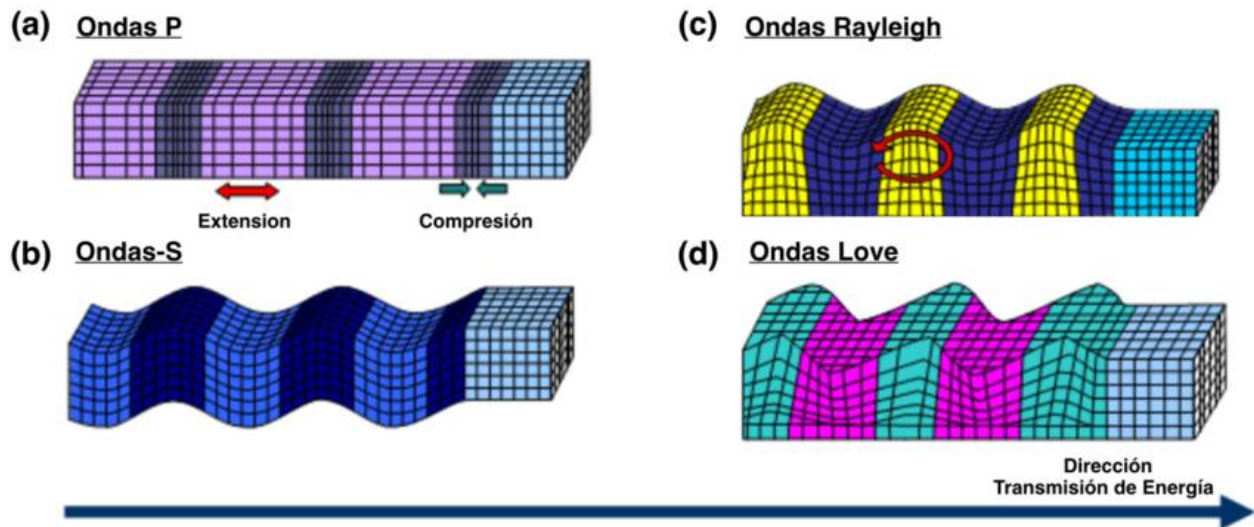 (a) Ondas P
Extension
Compresión
(b) Ondas-S
(c) Ondas Rayleigh
(d) Ondas Love
Dirección
Transmisión de Energía